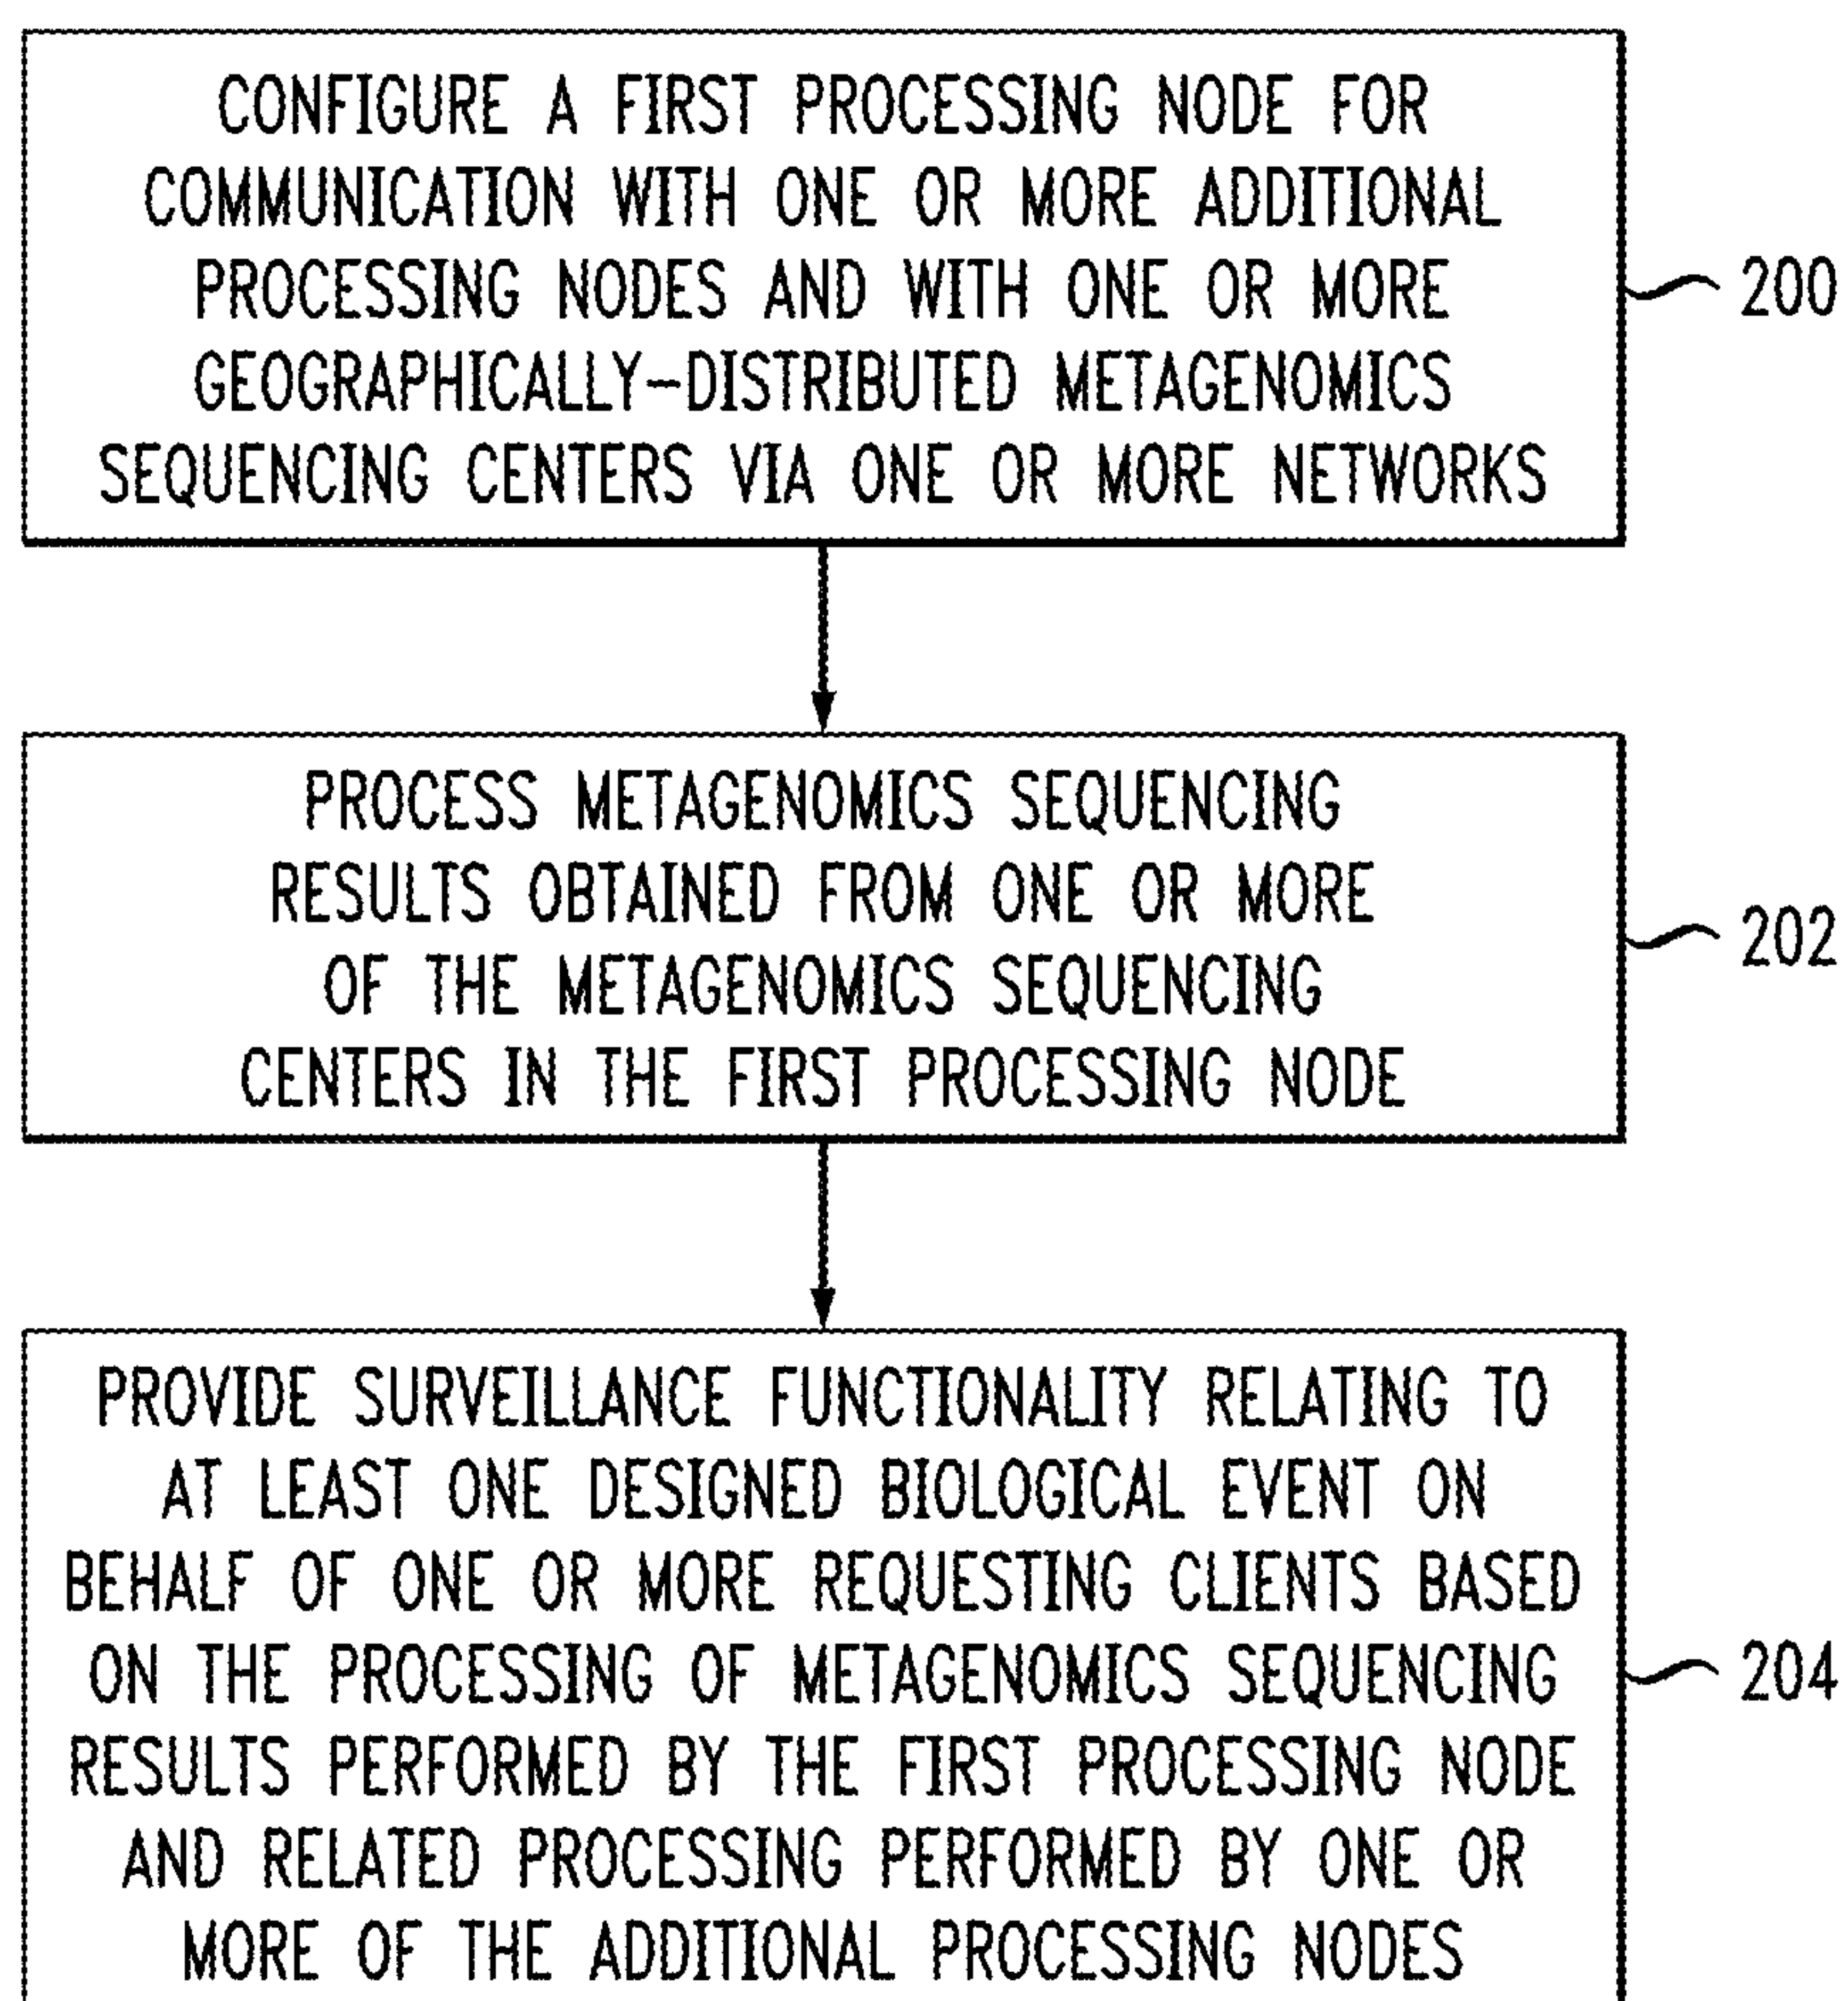 CONFIGURE A FIRST PROCESSING NODE FOR
COMMUNICATION WITH ONE OR MORE ADDITIONAL
PROCESSING NODES AND WITH ONE OR MORE
GEOGRAPHICALLY-DISTRIBUTED METAGENOMICS
SEQUENCING CENTERS VIA ONE OR MORE NETWORKS
200
PROCESS METAGENOMICS SEQUENCING
RESULTS OBTAINED FROM ONE OR MORE
OF THE METAGENOMICS SEQUENCING
CENTERS IN THE FIRST PROCESSING NODE
202
PROVIDE SURVEILLANCE FUNCTIONALITY RELATING TO
AT LEAST ONE DESIGNED BIOLOGICAL EVENT ON
BEHALF OF ONE OR MORE REQUESTING CLIENTS BASED
ON THE PROCESSING OF METAGENOMICS SEQUENCING
RESULTS PERFORMED BY THE FIRST PROCESSING NODE
AND RELATED PROCESSING PERFORMED BY ONE OR
MORE OF THE ADDITIONAL PROCESSING NODES
204